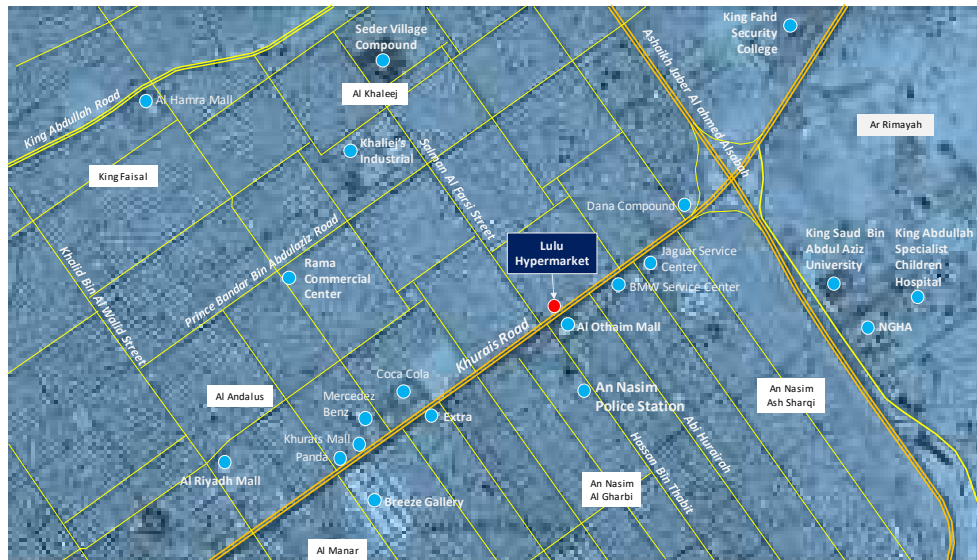 King Fahd
Security
College
Seder Village
Compound
Al Khaleej
Ashaikh Jaber Al ahmed Alsabah
Al Hamra Mall
King Abdullah Road
Ar Rimayah
Khaliej's
Industrial
Salman Al Farsi Street
King Faisal
Dana Compound
Lulu
Hypermarket
King Saud Bin
Abdul Aziz
University
King Abdullah
Specialist
Children
Hospital
Jaguar Service
Center
Rama
Commercial
Center
Prince Bandar Bin Abdulaziz Road
Khalid Bin Al Walid Street
BMW Service Center
Al Othaim Mall
NGHA
Khurais Road
Coca Cola
An Nasim
Police Station
An Nasim
Ash Sharqi
Al Andalus
Mercedez
Benz
Extra
Khurais Mall
Panda
Abi Hurairah
Hassan Bin Thabit
Al Riyadh Mall
An Nasim
Al Gharbi
Breeze Gallery
Al Manar